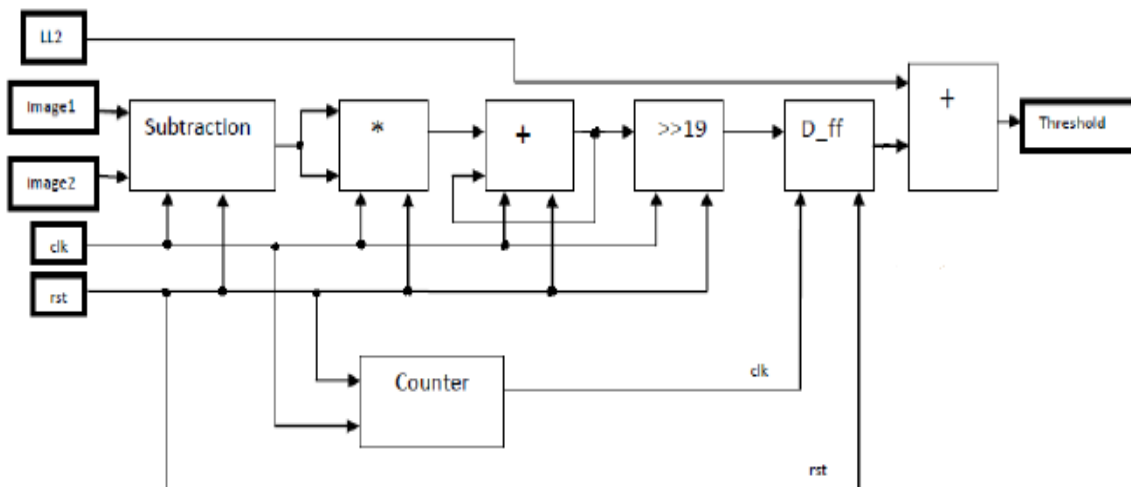 LL2
Image1
Image2
clk
rst
Subtraction
*
+
>>19
D_ff
+
Threshold
Counter
clk
rst